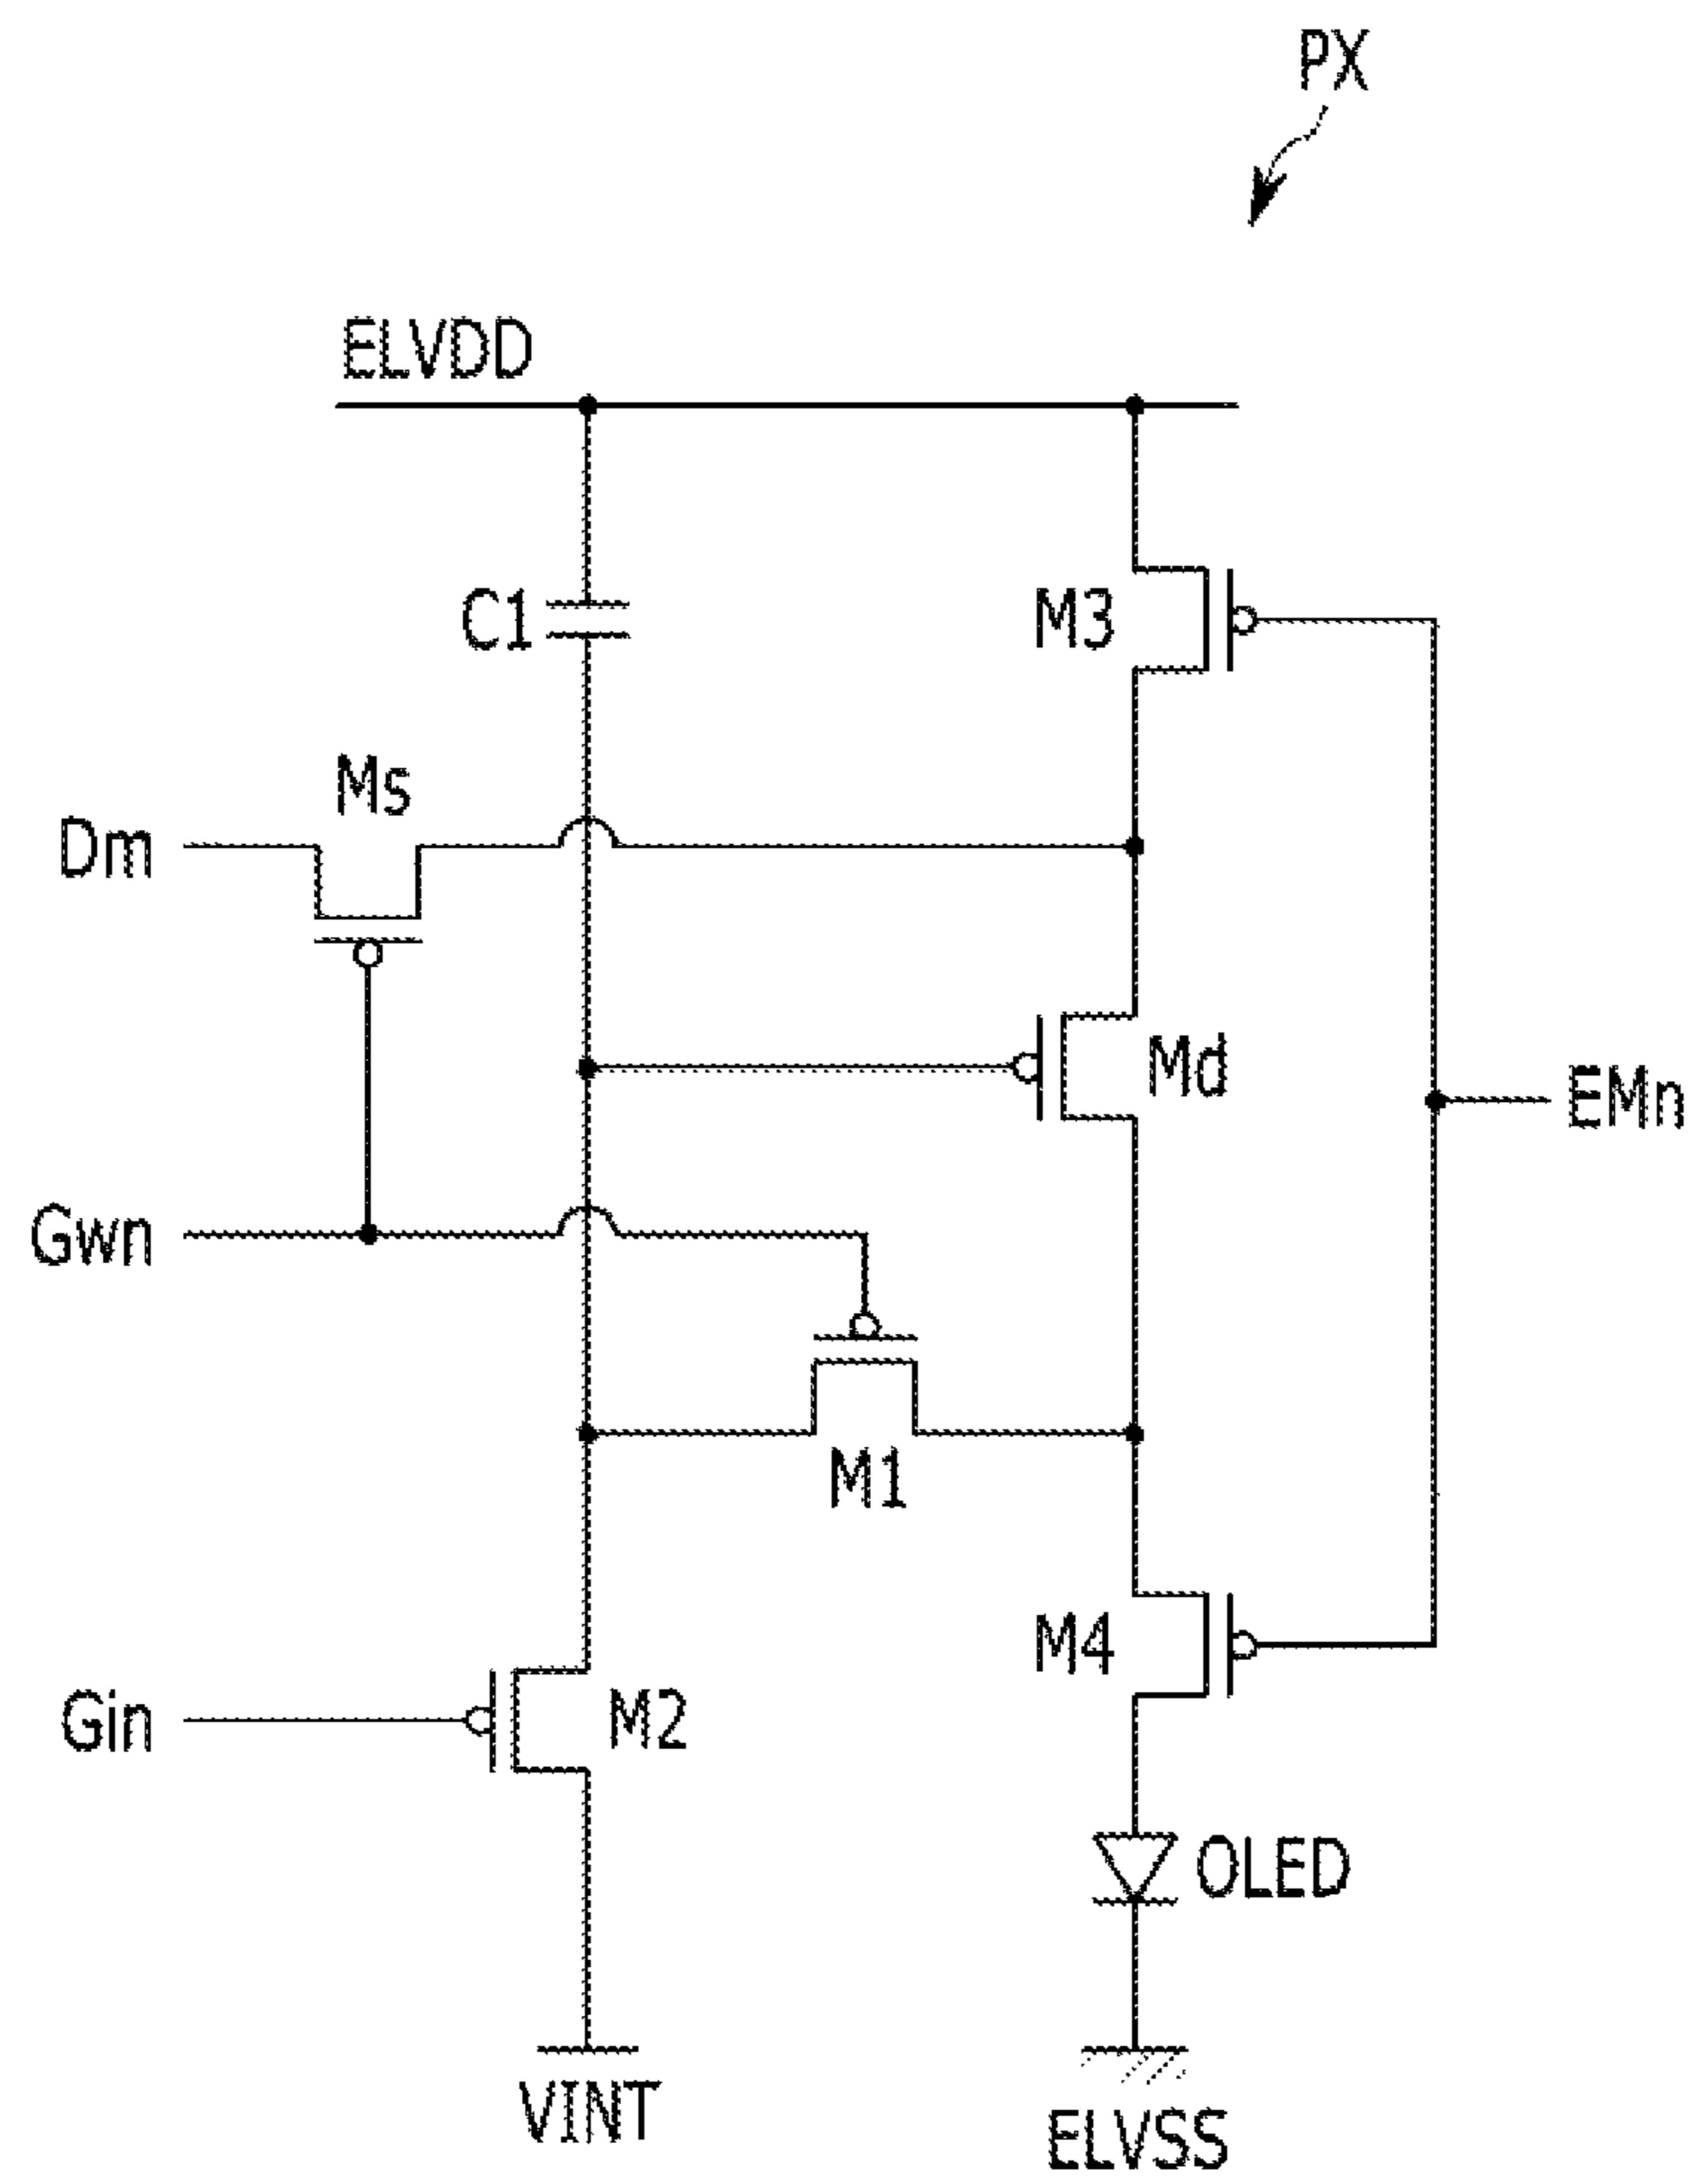 PX
ELVDD
C1
M3
Ms
Dm
Md
EMn
Gwn
M1
M4
Gin
M2
OLED
VINT
ELVSS